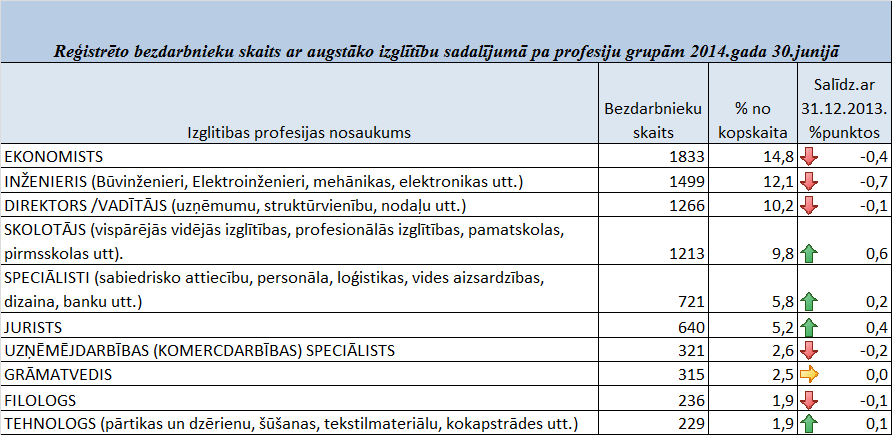 Reģistrēto bezdarbnieku skaits ar augstāko izglītību sadalījumā pa profesiju grupām 2014.gada 30.junijā
Izglitibas profesijas nosaukums
Bezdarbnieku
skaits
% no
kopskaita
Salīdz.ar
31.12.2013.
%punktos
EKONOMISTS 1833 14,8 -0,4
INŽENIERIS (Būvinženieri, Elektroinženieri, mehānikas, elektronikas utt.) 1499 12,1 -0,7
DIREKTORS /VADĪTĀJS (uzņēmumu, struktūrvienību, nodaļu utt.) 1266 10,2 -0,1
SKOLOTĀJS (vispārējās vidējās izglītības, profesionālās izglītības, pamatskolas,
pirmsskolas utt). 1213 9,8 0,6
SPECIĀLISTI (sabiedrisko attiecību, personāla, loģistikas, vides aizsardzības,
dizaina, banku utt.) 721 5,8 0,2
JURISTS 640 5,2 0,4
UZŅĒMĒJDARBĪBAS (KOMERCDARBĪBAS) SPECIĀLISTS 321 2,6 -0,2
GRĀMATVEDIS 315 2,5 0,0
FILOLOGS 236 1,9 -0,1
TEHNOLOGS (pārtikas un dzērienu, šūšanas, tekstilmateriālu, kokapstrādes utt.) 229 1,9 0,1